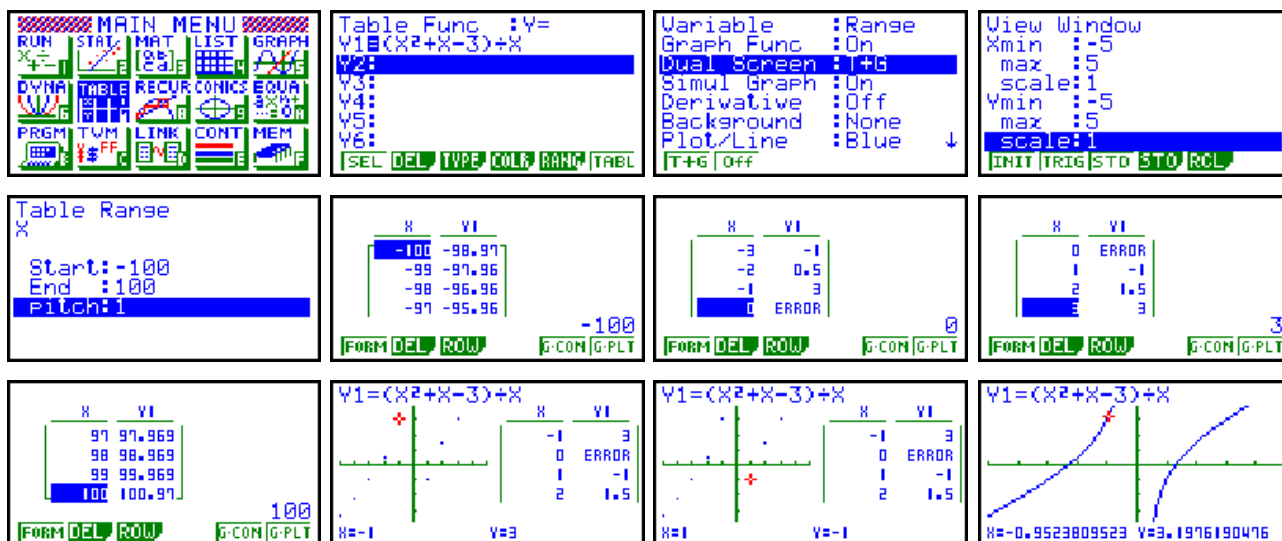 MAIN MENU
RUN STAT MAT LIST GRAPH
DYNA TABLE RECUR CONICS EQUA
PRGM TVM LINK CONT MEM
Table Func :Y=
Y1=(X²+X-3)÷X
Y2:
Y3:
Y4:
Y5:
Y6:
SEL DEL TYPE COLR RANG TABL
Variable :Range
Graph Func :On
Dual Screen :T+G
Simul Graph :On
Derivative :Off
Background :None
Plot/Line :Blue ↓
T+G Off
View Window
Xmin :-5
max :5
scale:1
Ymin :-5
max :5
scale:1
INIT TRIG STD STO RCL
Table Range
X
Start:-100
End :100
pitch:1
X Y1
-100 -98.97
-99 -97.96
-98 -96.96
-97 -95.96
-100
FORM DEL ROW G·CON G·PLT
X Y1
-3 -1
-2 0.5
-1 3
0 ERROR
0
FORM DEL ROW G·CON G·PLT
X Y1
0 ERROR
1 -1
2 1.5
3 3
3
FORM DEL ROW G·CON G·PLT
X Y1
97 97.969
98 98.969
99 99.969
100 100.97
100
FORM DEL ROW G·CON G·PLT
Y1=(X²+X-3)÷X
X Y1
-1 3
0 ERROR
1 -1
2 1.5
X=-1 Y=3
Y1=(X²+X-3)÷X
X Y1
-1 3
0 ERROR
1 -1
2 1.5
X=1 Y=-1
Y1=(X²+X-3)÷X
X=-0.9523809523 Y=3.1976190476